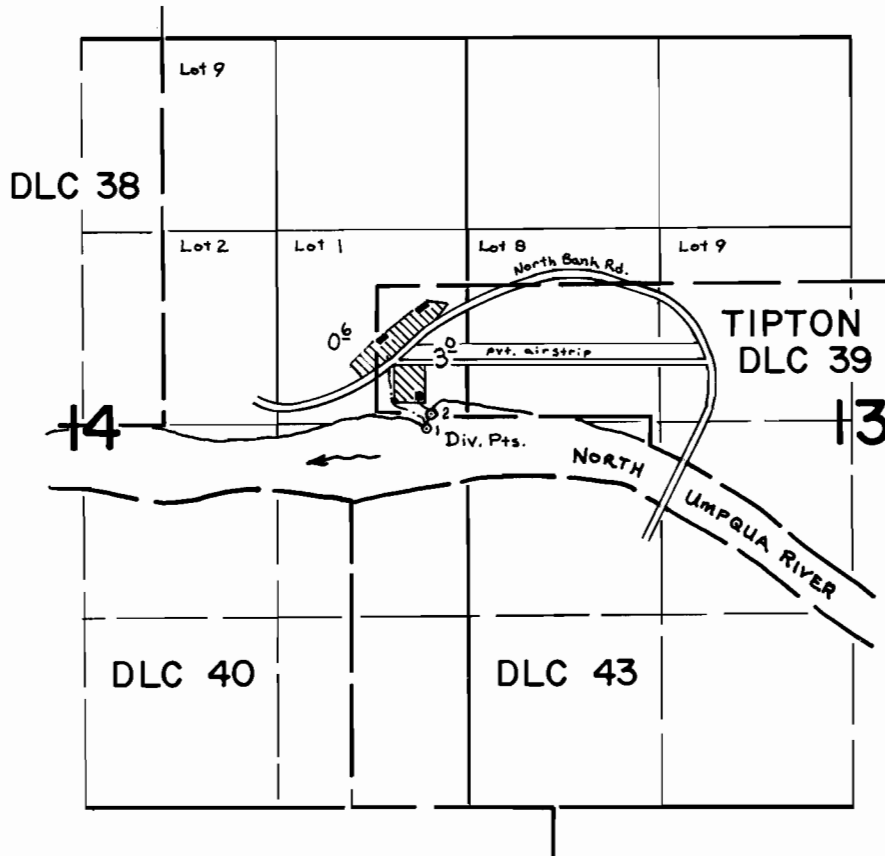 Lot 9
DLC 38
Lot 2
Lot 1
Lot 8
Lot 9
North Bank Rd.
TIPTON
DLC 39
0 6
3 0
pvt. airstrip
14
13
2
1
Div. Pts.
NORTH UMPQUA RIVER
DLC 40
DLC 43